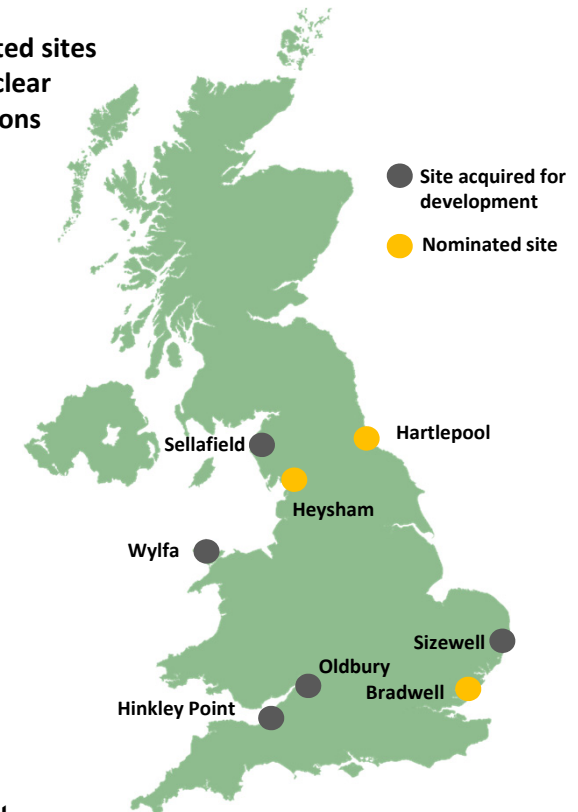 ted sites
clear
ons
Site acquired for
development
Nominated site
Hartlepool
Sellafield
Heysham
Wylfa
Sizewell
Oldbury
Bradwell
Hinkley Point